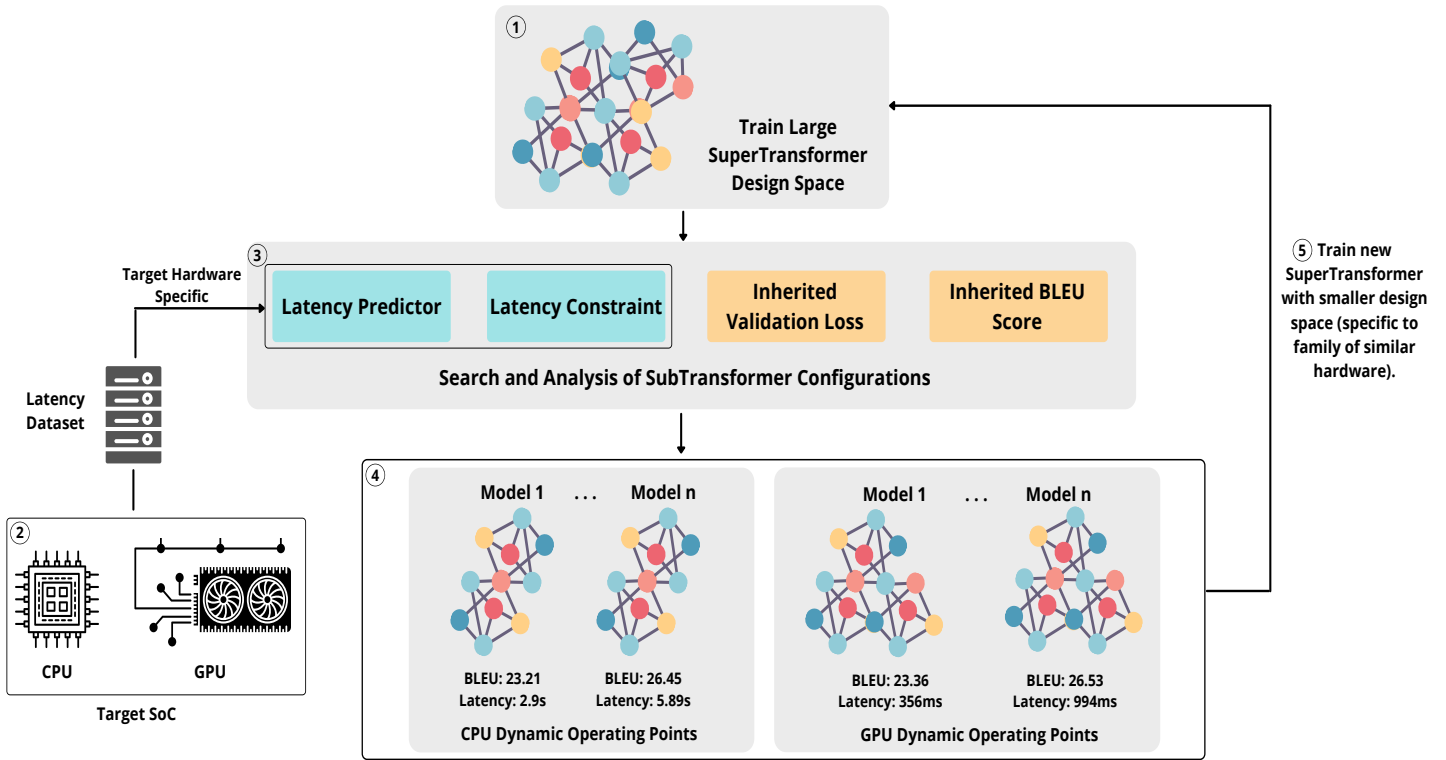 1
Train Large
SuperTransformer
Design Space
3
Target Hardware
Specific
Latency Predictor
Latency Constraint
Inherited
Validation Loss
Inherited BLEU
Score
Search and Analysis of SubTransformer Configurations
5 Train new
SuperTransformer
with smaller design
space (specific to
family of similar
hardware).
Latency
Dataset
2
CPU
GPU
Target SoC
4
Model 1 ... Model n
BLEU: 23.21
Latency: 2.9s
BLEU: 26.45
Latency: 5.89s
CPU Dynamic Operating Points
Model 1 ... Model n
BLEU: 23.36
Latency: 356ms
BLEU: 26.53
Latency: 994ms
GPU Dynamic Operating Points